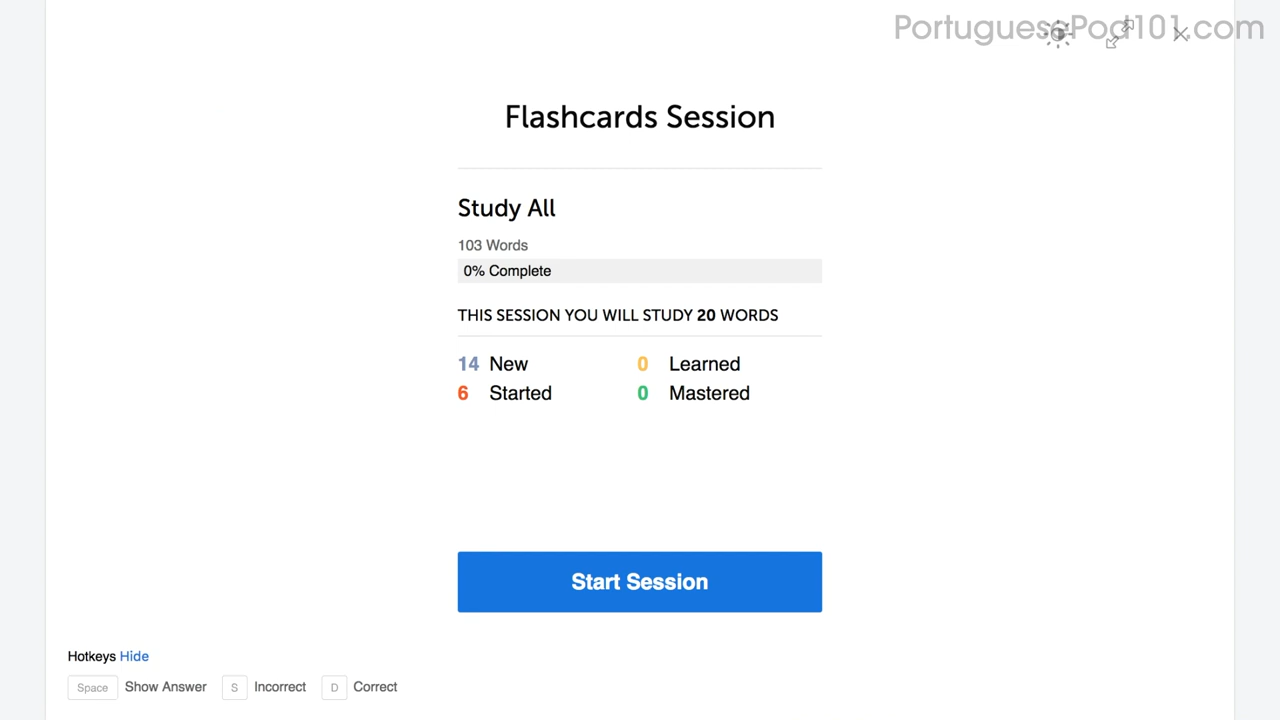 PortuguesePod101.com
Flashcards Session
Study All
103 Words
0% Complete
THIS SESSION YOU WILL STUDY 20 WORDS
14 New 0 Learned
6 Started 0 Mastered
Start Session
Hotkeys Hide
Space Show Answer S Incorrect D Correct